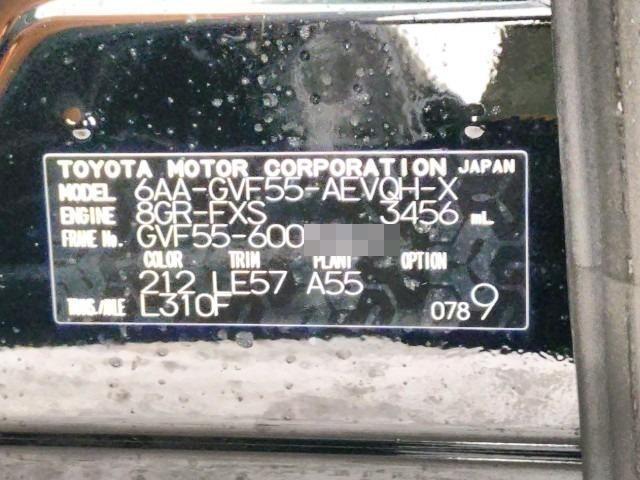 TOYOTA MOTOR CORPORATION JAPAN
MODEL 6AA-GVF55-AEVQH-X
ENGINE 8GR-FXS 3456 mL
FRAME No. GVF55-600
COLOR TRIM PLANT OPTION
212 LE57 A55
TRANS./AXLE L310F 0789